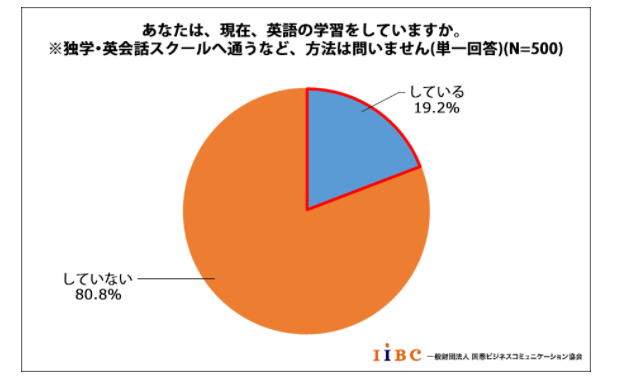 あなたは、現在、英語の学習をしていますか。
※独学・英会話スクールへ通うなど、方法は問いません(単一回答)(N=500)
している
19.2%
していない
80.8%
IIBC 一般財団法人 国際ビジネスコミュニケーション協会